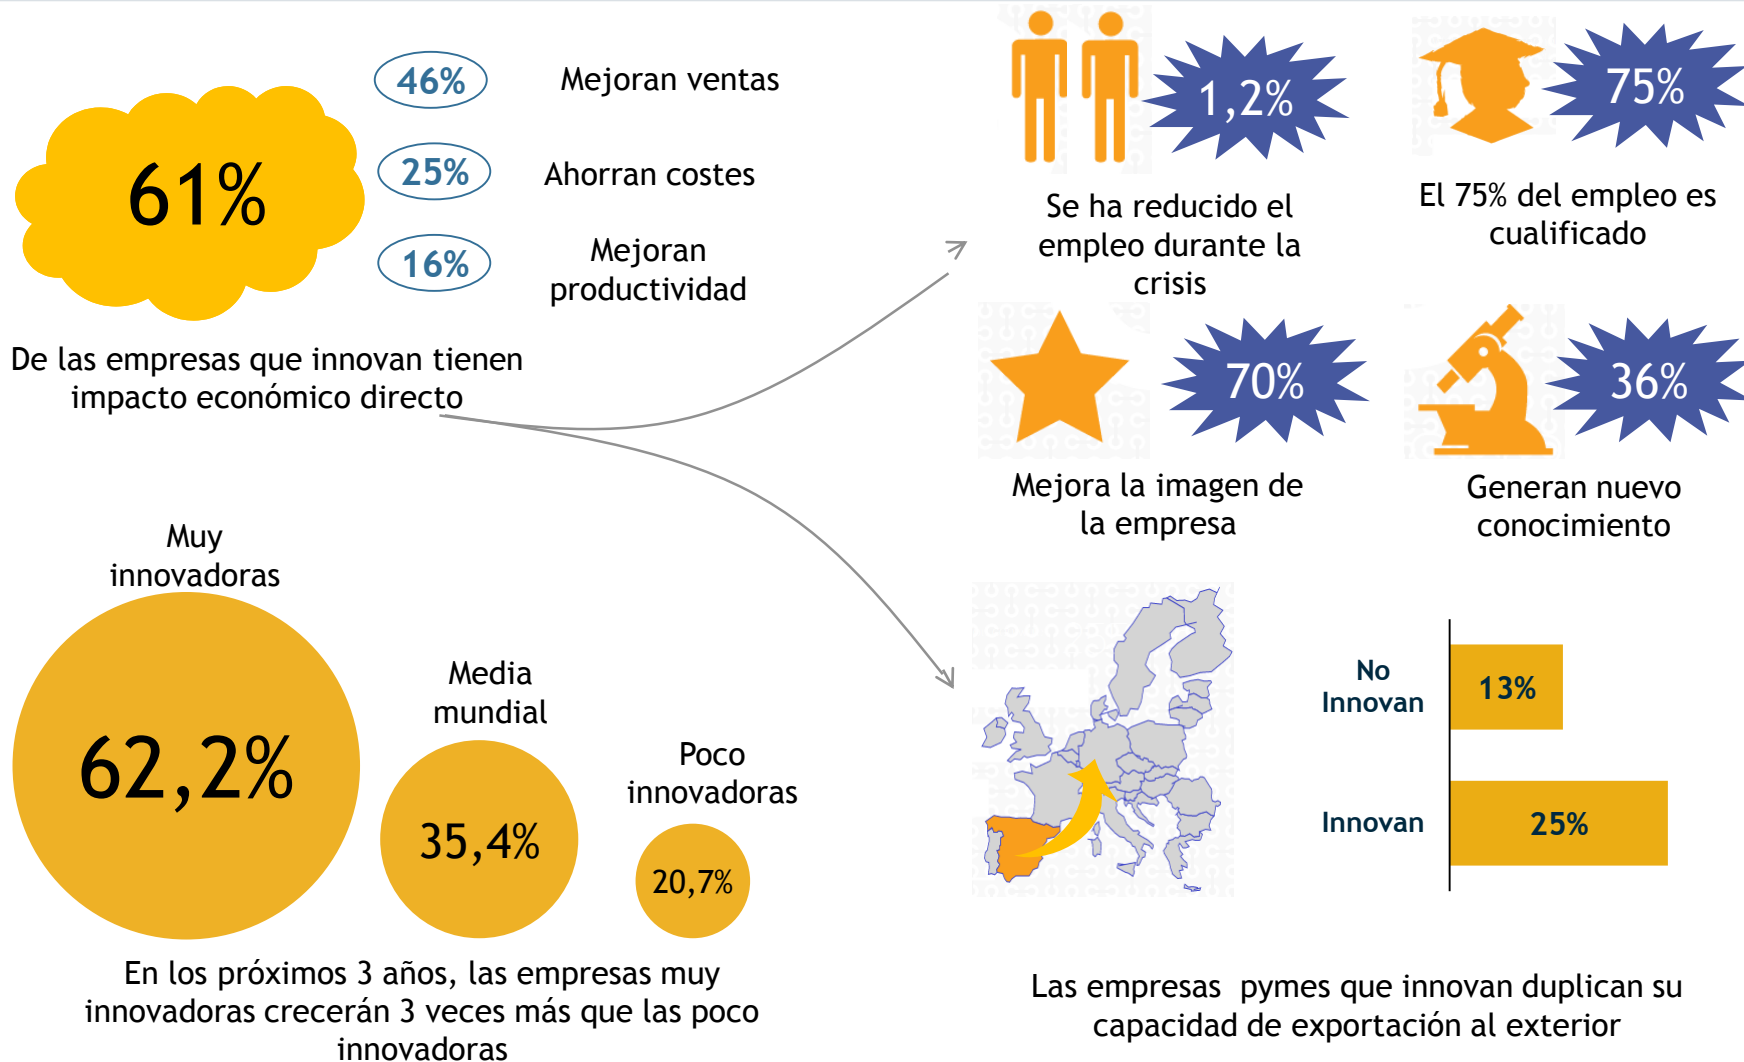 61%
De las empresas que innovan tienen
impacto económico directo
46%
Mejoran ventas
25%
Ahorran costes
16%
Mejoran
productividad
1,2%
Se ha reducido el
empleo durante la
crisis
75%
El 75% del empleo es
cualificado
70%
Mejora la imagen de
la empresa
36%
Generan nuevo
conocimiento
Muy
innovadoras
62,2%
Media
mundial
35,4%
Poco
innovadoras
20,7%
En los próximos 3 años, las empresas muy
innovadoras crecerán 3 veces más que las poco
innovadoras
No
Innovan
13%
Innovan
25%
Las empresas pymes que innovan duplican su
capacidad de exportación al exterior